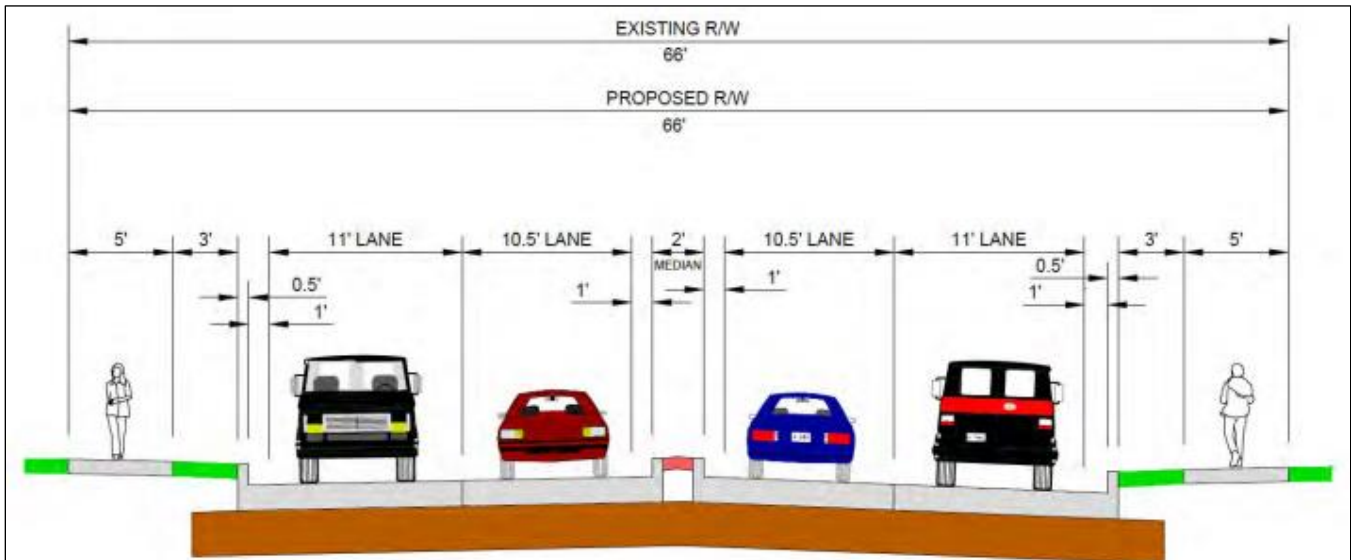 EXISTING R/W
66'
PROPOSED R/W
66'
5' 3' 11' LANE 10.5' LANE 2' 10.5' LANE 11' LANE 3' 5'
MEDIAN
0.5' 1' 1' 0.5'
1' 1'